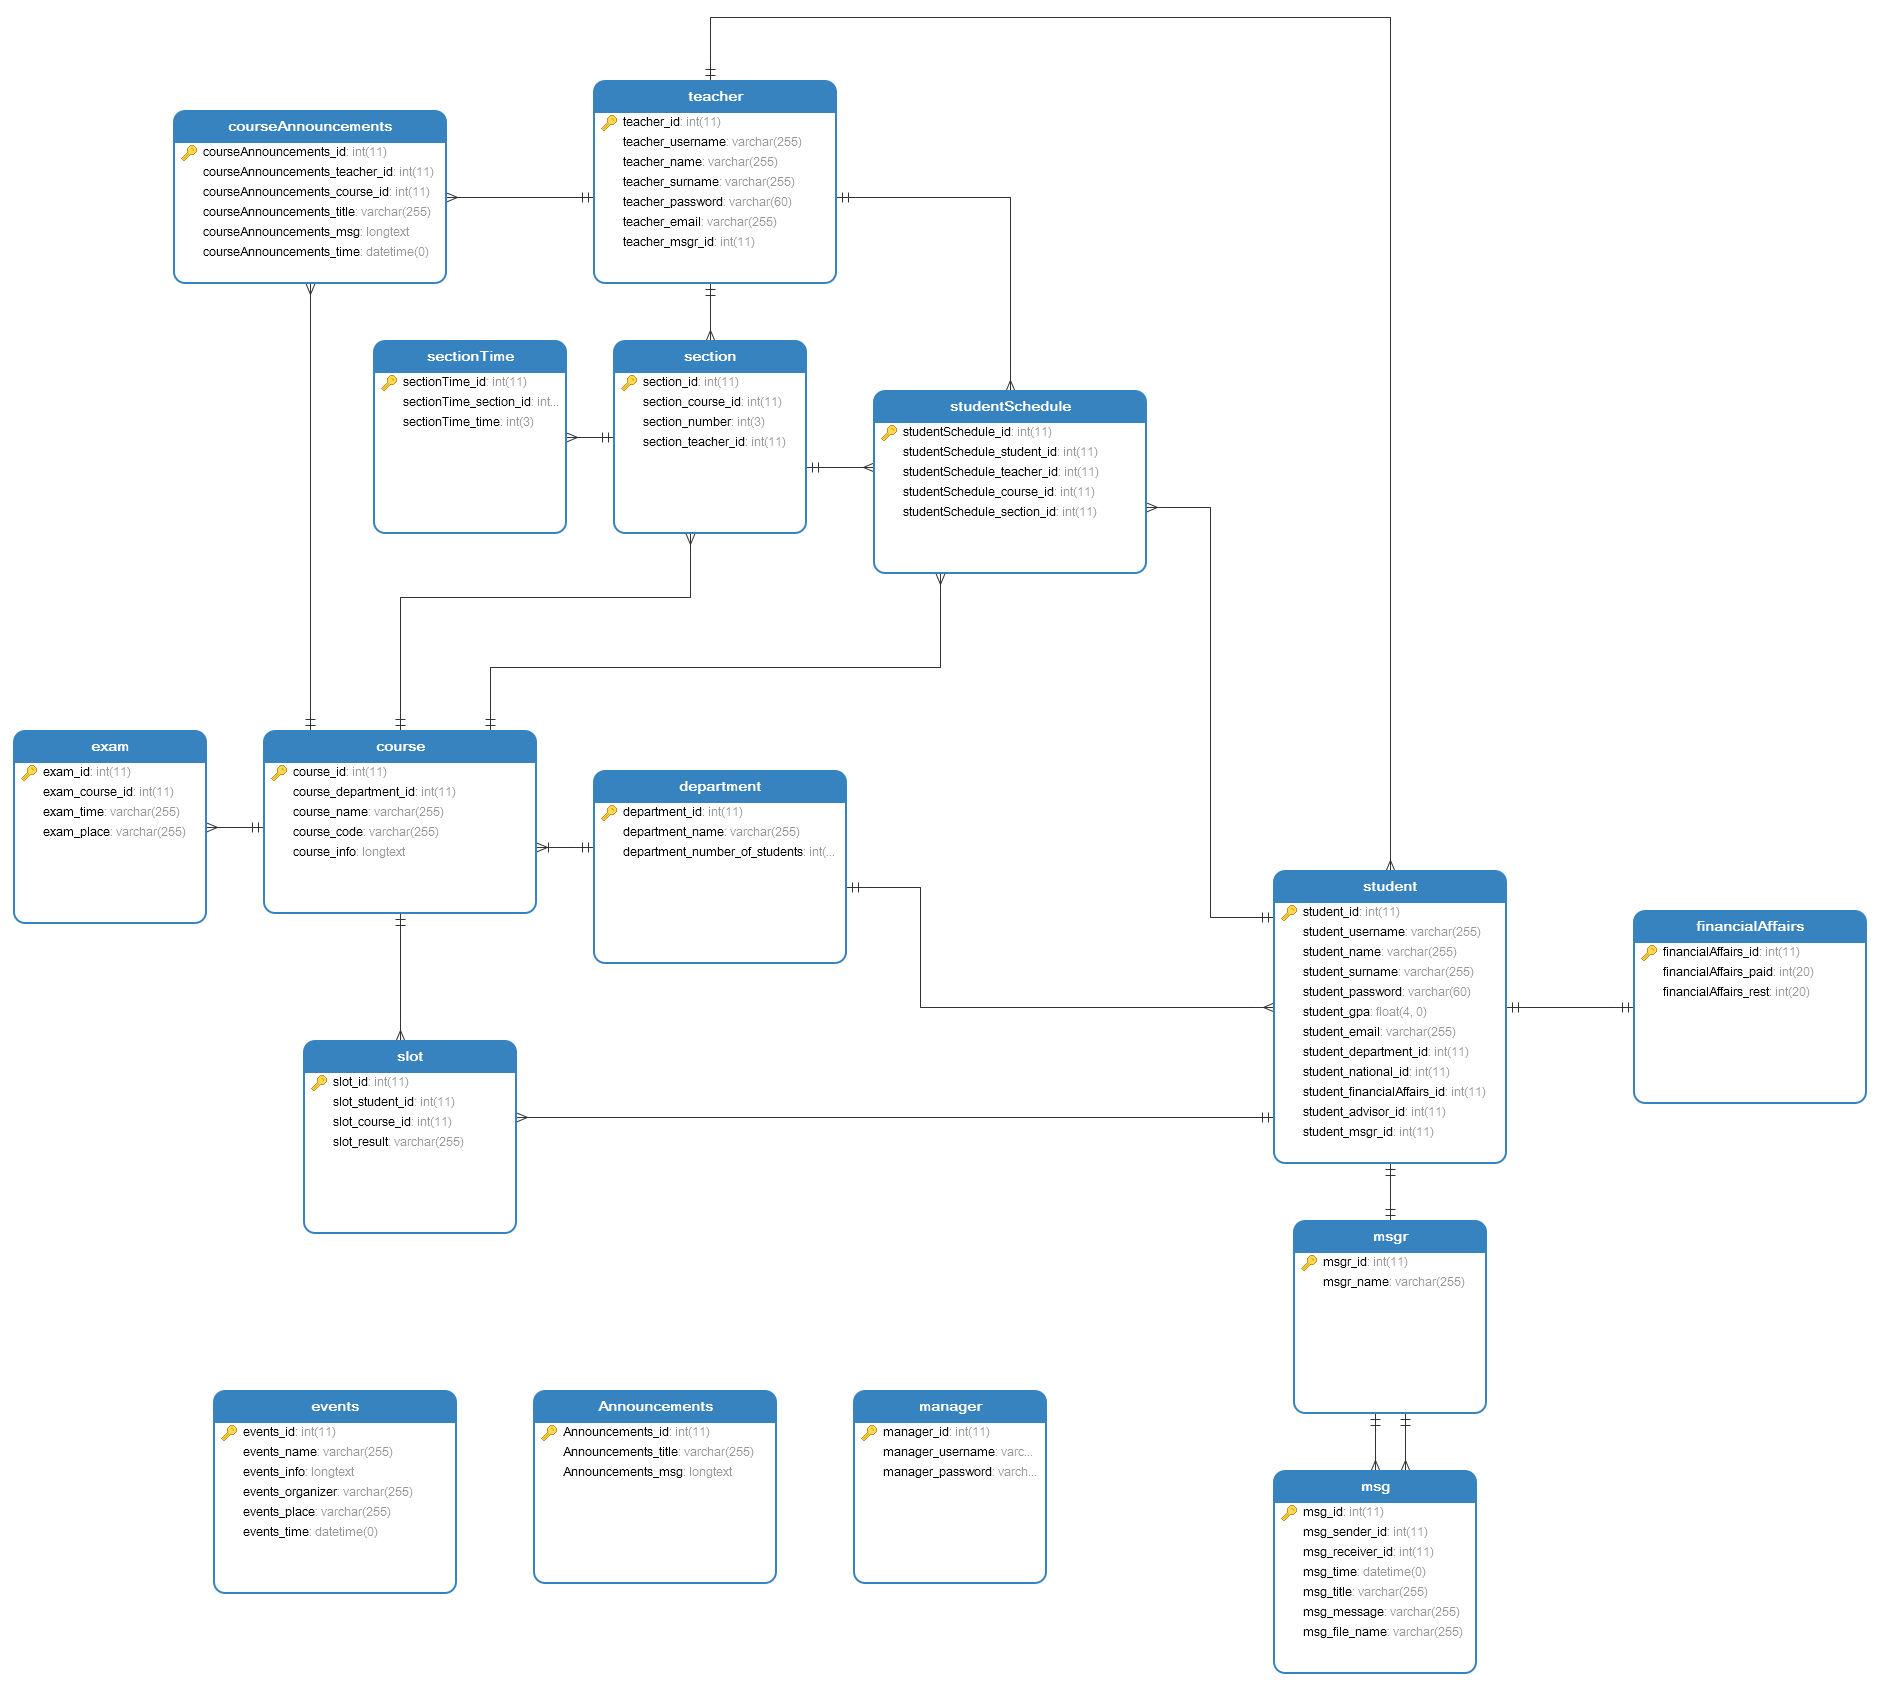 teacher
teacher_id: int(11)
teacher_username: varchar(255)
teacher_name: varchar(255)
teacher_surname: varchar(255)
teacher_password: varchar(60)
teacher_email: varchar(255)
teacher_msgr_id: int(11)
courseAnnouncements
courseAnnouncements_id: int(11)
courseAnnouncements_teacher_id: int(11)
courseAnnouncements_course_id: int(11)
courseAnnouncements_title: varchar(255)
courseAnnouncements_msg: longtext
courseAnnouncements_time: datetime(0)
sectionTime
sectionTime_id: int(11)
sectionTime_section_id: int...
sectionTime_time: int(3)
section
section_id: int(11)
section_course_id: int(11)
section_number: int(3)
section_teacher_id: int(11)
studentSchedule
studentSchedule_id: int(11)
studentSchedule_student_id: int(11)
studentSchedule_teacher_id: int(11)
studentSchedule_course_id: int(11)
studentSchedule_section_id: int(11)
exam
exam_id: int(11)
exam_course_id: int(11)
exam_time: varchar(255)
exam_place: varchar(255)
course
course_id: int(11)
course_department_id: int(11)
course_name: varchar(255)
course_code: varchar(255)
course_info: longtext
department
department_id: int(11)
department_name: varchar(255)
department_number_of_students: int(...
student
student_id: int(11)
student_username: varchar(255)
student_name: varchar(255)
student_surname: varchar(255)
student_password: varchar(60)
student_gpa: float(4, 0)
student_email: varchar(255)
student_department_id: int(11)
student_national_id: int(11)
student_financialAffairs_id: int(11)
student_advisor_id: int(11)
student_msgr_id: int(11)
financialAffairs
financialAffairs_id: int(11)
financialAffairs_paid: int(20)
financialAffairs_rest: int(20)
slot
slot_id: int(11)
slot_student_id: int(11)
slot_course_id: int(11)
slot_result: varchar(255)
msgr
msgr_id: int(11)
msgr_name: varchar(255)
events
events_id: int(11)
events_name: varchar(255)
events_info: longtext
events_organizer: varchar(255)
events_place: varchar(255)
events_time: datetime(0)
Announcements
Announcements_id: int(11)
Announcements_title: varchar(255)
Announcements_msg: longtext
manager
manager_id: int(11)
manager_username: varc...
manager_password: varch...
msg
msg_id: int(11)
msg_sender_id: int(11)
msg_receiver_id: int(11)
msg_time: datetime(0)
msg_title: varchar(255)
msg_message: varchar(255)
msg_file_name: varchar(255)